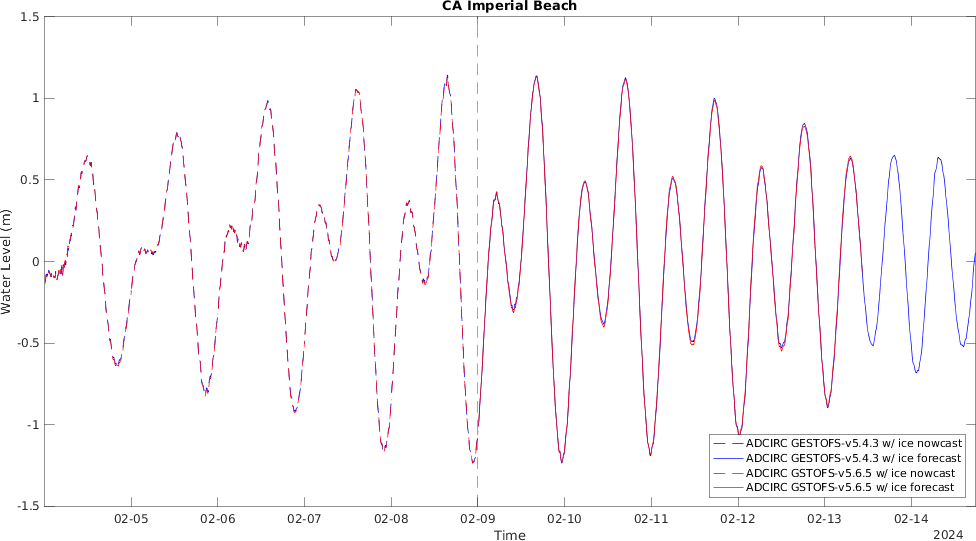 CA Imperial Beach
1.5
1
0.5
0
-0.5
-1
-1.5
Water Level (m)
02-05 02-06 02-07 02-08 02-09 02-10 02-11 02-12 02-13 02-14
Time
2024
ADCIRC GESTOFS-v5.4.3 w/ ice nowcast
ADCIRC GESTOFS-v5.4.3 w/ ice forecast
ADCIRC GSTOFS-v5.6.5 w/ ice nowcast
ADCIRC GSTOFS-v5.6.5 w/ ice forecast